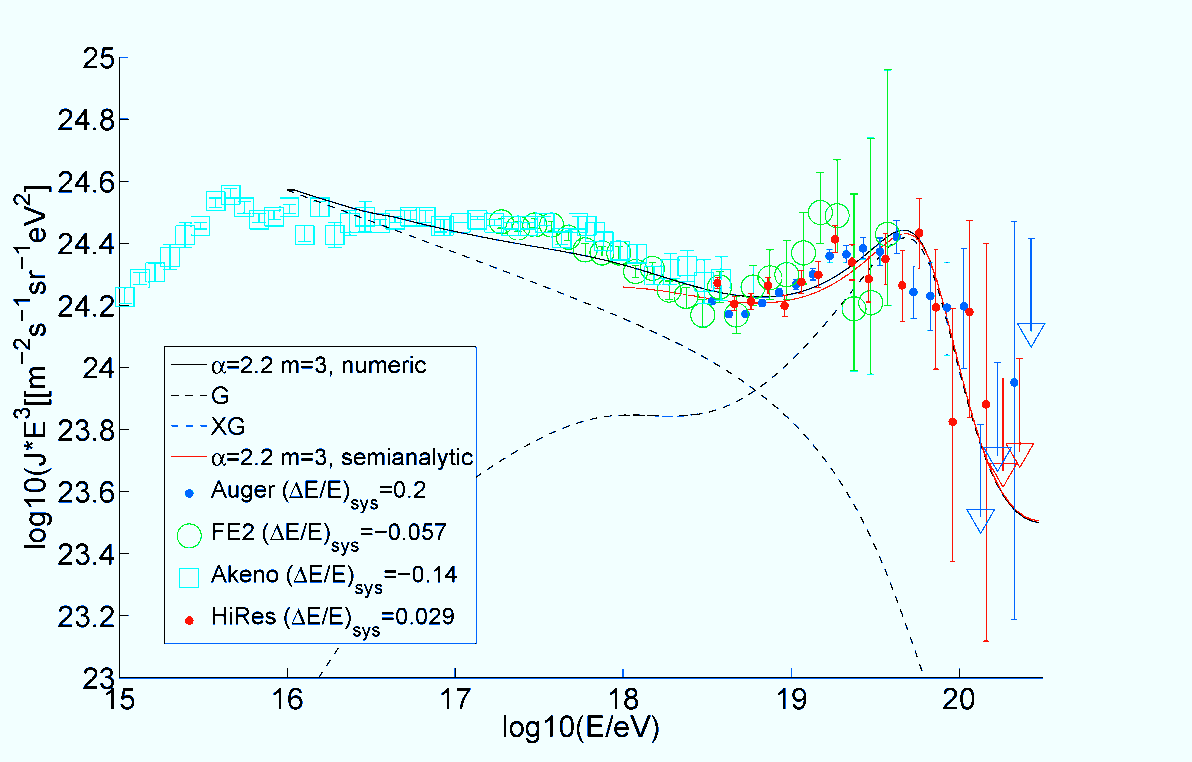 25
24.8
24.6
24.4
24.2
24
23.8
23.6
23.4
23.2
23
log10(J*E³[[m⁻²s⁻¹sr⁻¹eV²]
α=2.2 m=3, numeric
G
XG
α=2.2 m=3, semianalytic
Auger (ΔE/E)sys=0.2
FE2 (ΔE/E)sys=−0.057
Akeno (ΔE/E)sys=−0.14
HiRes (ΔE/E)sys=0.029
15 16 17 18 19 20
log10(E/eV)